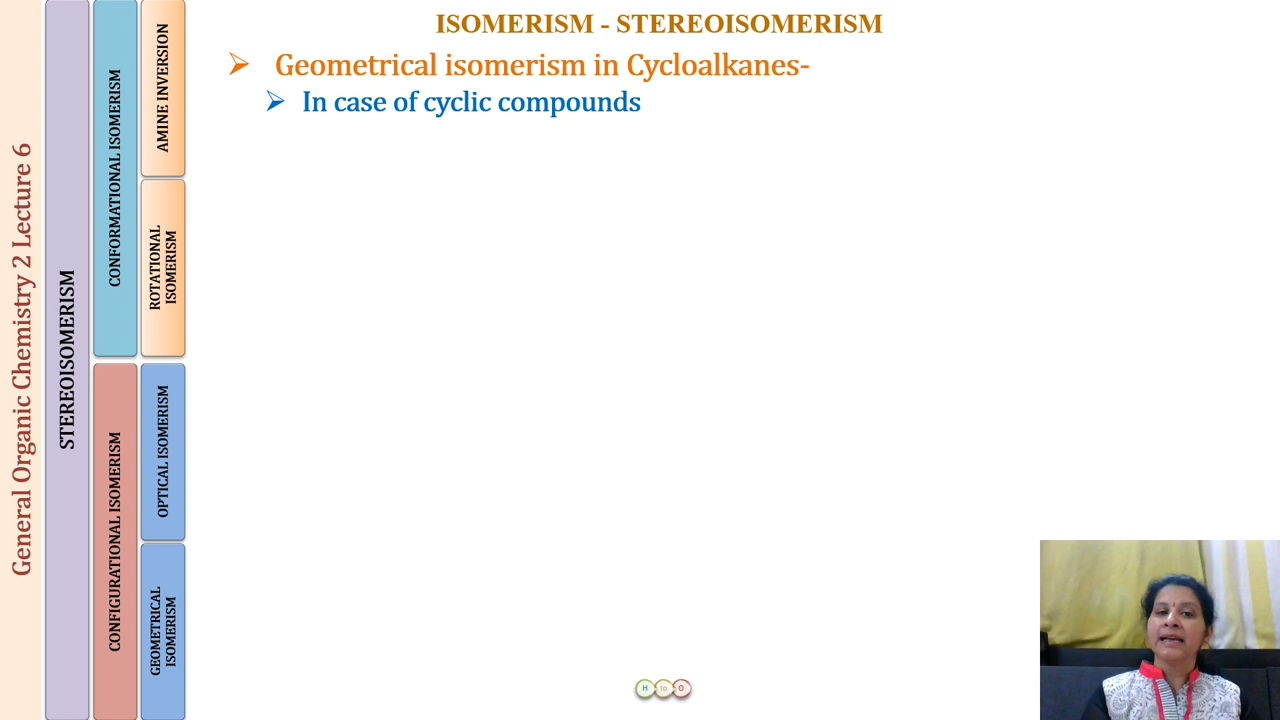 ISOMERISM - STEREOISOMERISM
➢ Geometrical isomerism in Cycloalkanes-
➢ In case of cyclic compounds
General Organic Chemistry 2 Lecture 6
STEREOISOMERISM
CONFORMATIONAL ISOMERISM
AMINE INVERSION
ROTATIONAL
ISOMERISM
CONFIGURATIONAL ISOMERISM
OPTICAL ISOMERISM
GEOMETRICAL
ISOMERISM
H to O